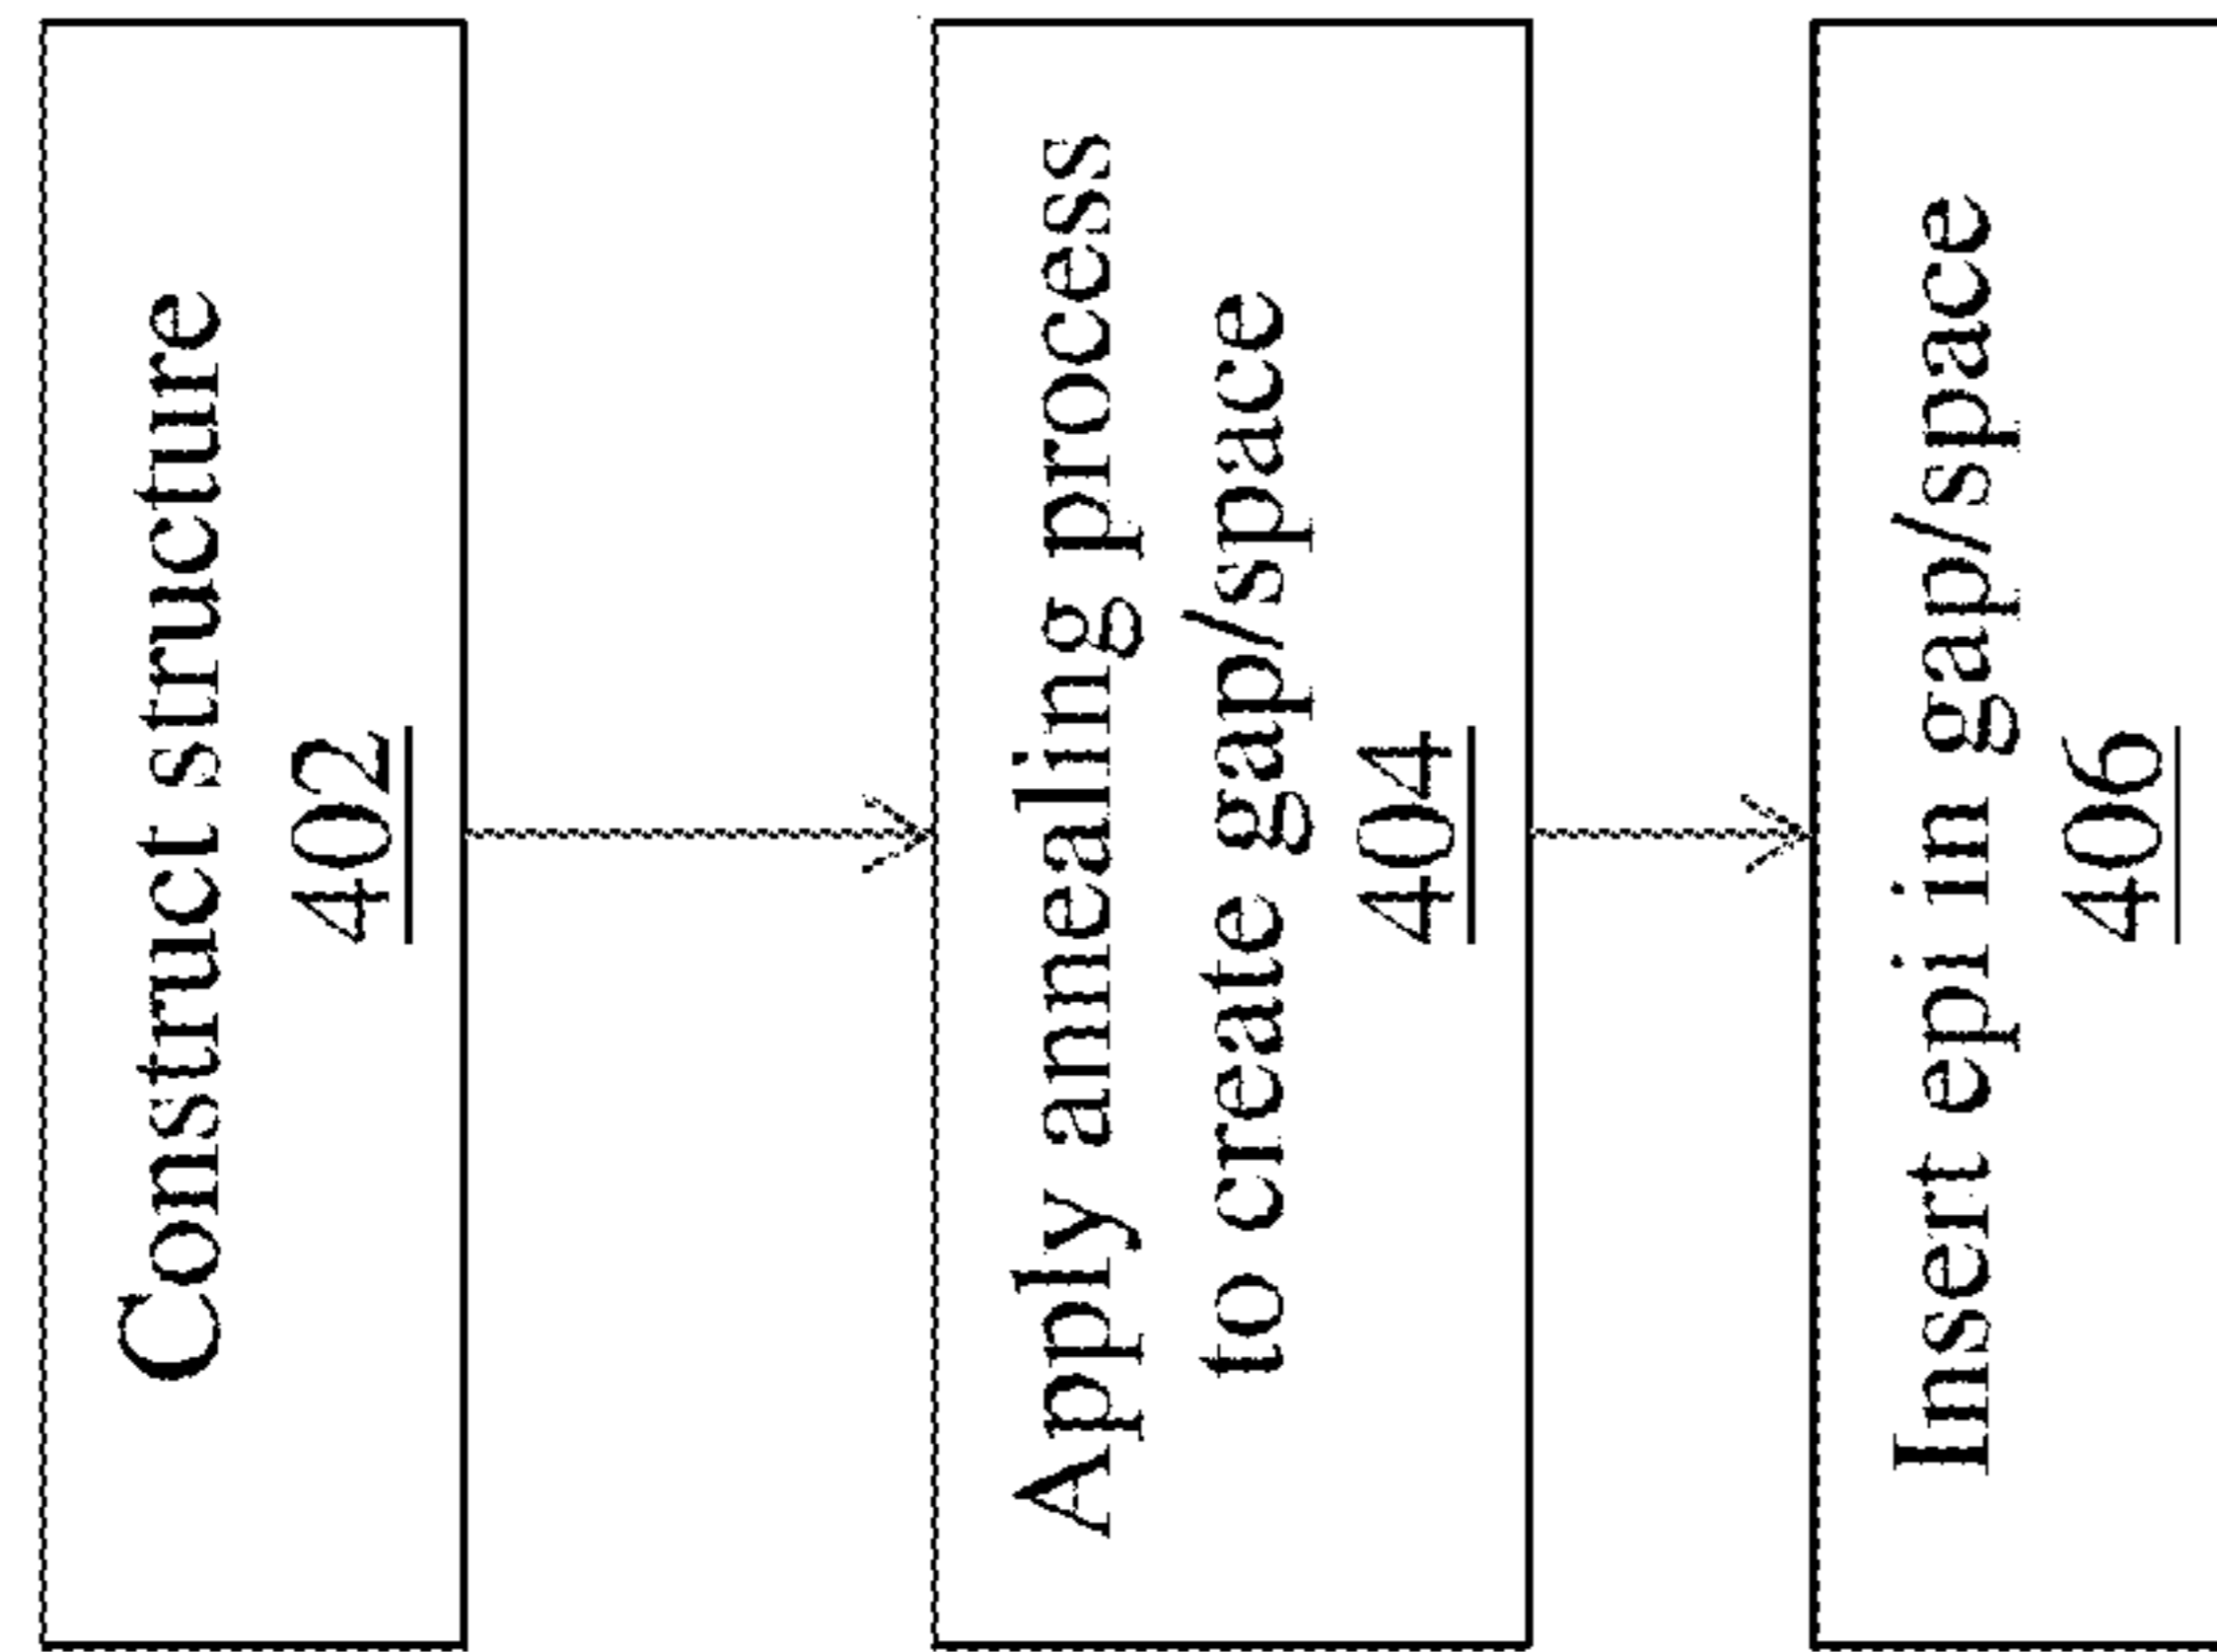 Construct structure
402
Apply annealing process
to create gap/space
404
Insert epi in gap/space
406